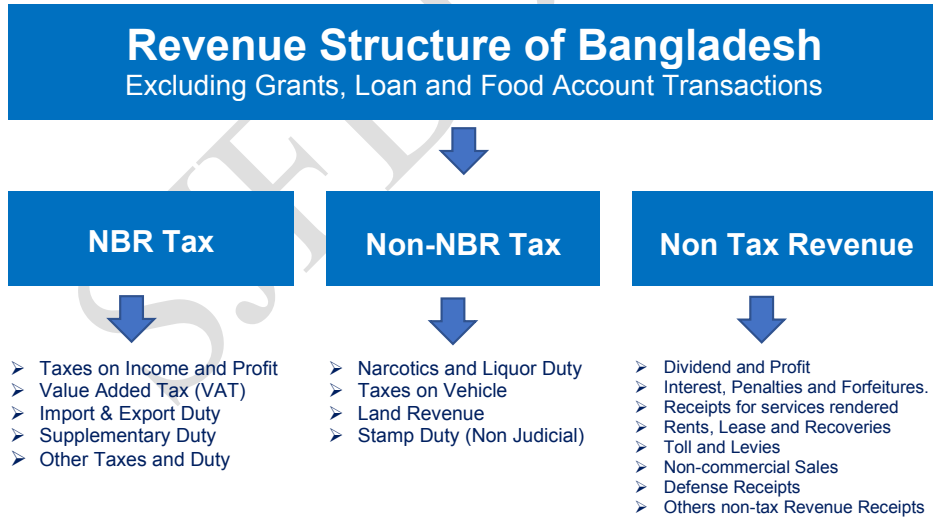 Revenue Structure of Bangladesh
Excluding Grants, Loan and Food Account Transactions
NBR Tax
Taxes on Income and Profit
Value Added Tax (VAT)
Import & Export Duty
Supplementary Duty
Other Taxes and Duty
Non-NBR Tax
Narcotics and Liquor Duty
Taxes on Vehicle
Land Revenue
Stamp Duty (Non Judicial)
Non Tax Revenue
Dividend and Profit
Interest, Penalties and Forfeitures.
Receipts for services rendered
Rents, Lease and Recoveries
Toll and Levies
Non-commercial Sales
Defense Receipts
Others non-tax Revenue Receipts